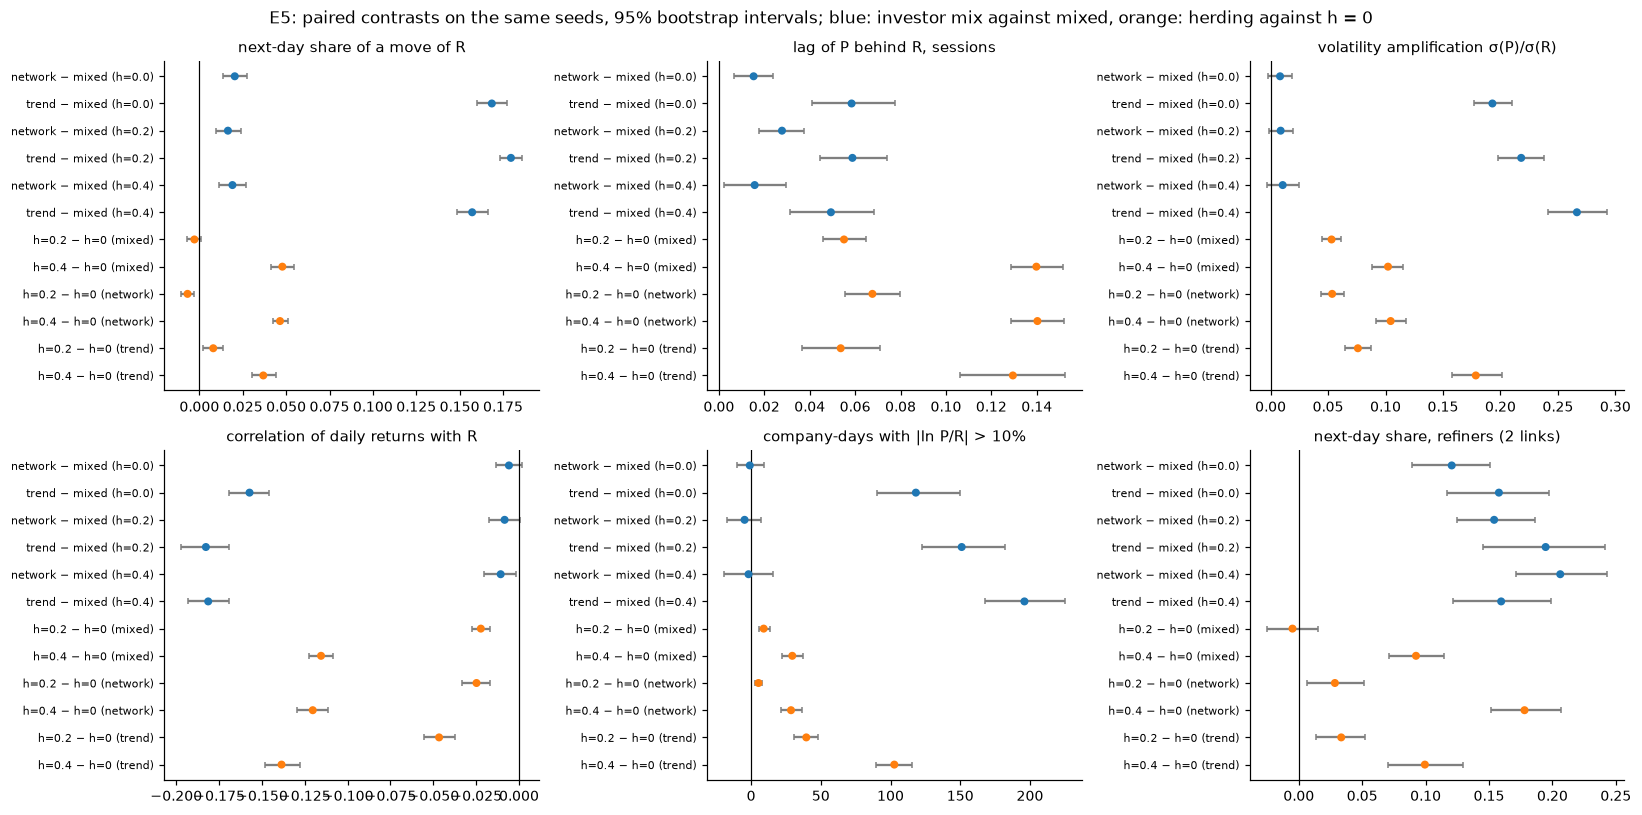 E5: paired contrasts on the same seeds, 95% bootstrap intervals; blue: investor mix against mixed, orange: herding against h = 0
next-day share of a move of R
network − mixed (h=0.0)
trend − mixed (h=0.0)
network − mixed (h=0.2)
trend − mixed (h=0.2)
network − mixed (h=0.4)
trend − mixed (h=0.4)
h=0.2 − h=0 (mixed)
h=0.4 − h=0 (mixed)
h=0.2 − h=0 (network)
h=0.4 − h=0 (network)
h=0.2 − h=0 (trend)
h=0.4 − h=0 (trend)
0.000 0.025 0.050 0.075 0.100 0.125 0.150 0.175
lag of P behind R, sessions
network − mixed (h=0.0)
trend − mixed (h=0.0)
network − mixed (h=0.2)
trend − mixed (h=0.2)
network − mixed (h=0.4)
trend − mixed (h=0.4)
h=0.2 − h=0 (mixed)
h=0.4 − h=0 (mixed)
h=0.2 − h=0 (network)
h=0.4 − h=0 (network)
h=0.2 − h=0 (trend)
h=0.4 − h=0 (trend)
0.00 0.02 0.04 0.06 0.08 0.10 0.12 0.14
volatility amplification σ(P)/σ(R)
network − mixed (h=0.0)
trend − mixed (h=0.0)
network − mixed (h=0.2)
trend − mixed (h=0.2)
network − mixed (h=0.4)
trend − mixed (h=0.4)
h=0.2 − h=0 (mixed)
h=0.4 − h=0 (mixed)
h=0.2 − h=0 (network)
h=0.4 − h=0 (network)
h=0.2 − h=0 (trend)
h=0.4 − h=0 (trend)
0.00 0.05 0.10 0.15 0.20 0.25 0.30
correlation of daily returns with R
network − mixed (h=0.0)
trend − mixed (h=0.0)
network − mixed (h=0.2)
trend − mixed (h=0.2)
network − mixed (h=0.4)
trend − mixed (h=0.4)
h=0.2 − h=0 (mixed)
h=0.4 − h=0 (mixed)
h=0.2 − h=0 (network)
h=0.4 − h=0 (network)
h=0.2 − h=0 (trend)
h=0.4 − h=0 (trend)
−0.200 −0.175 −0.150 −0.125 −0.100 −0.075 −0.050 −0.025 0.000
company-days with |ln P/R| > 10%
network − mixed (h=0.0)
trend − mixed (h=0.0)
network − mixed (h=0.2)
trend − mixed (h=0.2)
network − mixed (h=0.4)
trend − mixed (h=0.4)
h=0.2 − h=0 (mixed)
h=0.4 − h=0 (mixed)
h=0.2 − h=0 (network)
h=0.4 − h=0 (network)
h=0.2 − h=0 (trend)
h=0.4 − h=0 (trend)
0 50 100 150 200
next-day share, refiners (2 links)
network − mixed (h=0.0)
trend − mixed (h=0.0)
network − mixed (h=0.2)
trend − mixed (h=0.2)
network − mixed (h=0.4)
trend − mixed (h=0.4)
h=0.2 − h=0 (mixed)
h=0.4 − h=0 (mixed)
h=0.2 − h=0 (network)
h=0.4 − h=0 (network)
h=0.2 − h=0 (trend)
h=0.4 − h=0 (trend)
0.00 0.05 0.10 0.15 0.20 0.25